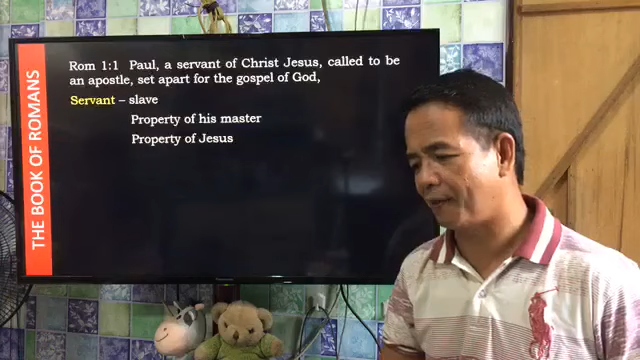 Rom 1:1 Paul, a servant of Christ Jesus, called to be
an apostle, set apart for the gospel of God,
Servant – slave
Property of his master
Property of Jesus
THE BOOK OF ROMANS